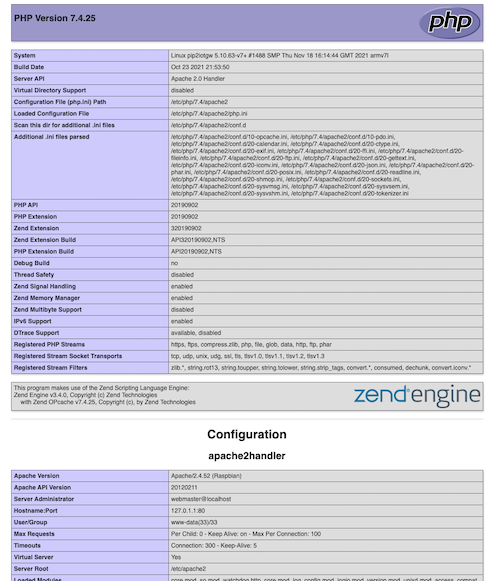 PHP Version 7.4.25
php
System Linux pip2iotgw 5.10.63-v7+ #1488 SMP Thu Nov 18 16:14:44 GMT 2021 armv7l
Build Date Oct 23 2021 21:53:50
Server API Apache 2.0 Handler
Virtual Directory Support disabled
Configuration File (php.ini) Path /etc/php/7.4/apache2
Loaded Configuration File /etc/php/7.4/apache2/php.ini
Scan this dir for additional .ini files /etc/php/7.4/apache2/conf.d
Additional .ini files parsed /etc/php/7.4/apache2/conf.d/10-opcache.ini, /etc/php/7.4/apache2/conf.d/10-pdo.ini,
/etc/php/7.4/apache2/conf.d/20-calendar.ini, /etc/php/7.4/apache2/conf.d/20-ctype.ini,
/etc/php/7.4/apache2/conf.d/20-exif.ini, /etc/php/7.4/apache2/conf.d/20-ffi.ini, /etc/php/7.4/apache2/conf.d/20-
fileinfo.ini, /etc/php/7.4/apache2/conf.d/20-ftp.ini, /etc/php/7.4/apache2/conf.d/20-gettext.ini,
/etc/php/7.4/apache2/conf.d/20-iconv.ini, /etc/php/7.4/apache2/conf.d/20-json.ini, /etc/php/7.4/apache2/conf.d/20-
phar.ini, /etc/php/7.4/apache2/conf.d/20-posix.ini, /etc/php/7.4/apache2/conf.d/20-readline.ini,
/etc/php/7.4/apache2/conf.d/20-shmop.ini, /etc/php/7.4/apache2/conf.d/20-sockets.ini,
/etc/php/7.4/apache2/conf.d/20-sysvmsg.ini, /etc/php/7.4/apache2/conf.d/20-sysvsem.ini,
/etc/php/7.4/apache2/conf.d/20-sysvshm.ini, /etc/php/7.4/apache2/conf.d/20-tokenizer.ini
PHP API 20190902
PHP Extension 20190902
Zend Extension 320190902
Zend Extension Build API320190902,NTS
PHP Extension Build API20190902,NTS
Debug Build no
Thread Safety disabled
Zend Signal Handling enabled
Zend Memory Manager enabled
Zend Multibyte Support disabled
IPv6 Support enabled
DTrace Support available, disabled
Registered PHP Streams https, ftps, compress.zlib, php, file, glob, data, http, ftp, phar
Registered Stream Socket Transports tcp, udp, unix, udg, ssl, tls, tlsv1.0, tlsv1.1, tlsv1.2, tlsv1.3
Registered Stream Filters zlib.*, string.rot13, string.toupper, string.tolower, string.strip_tags, convert.*, consumed, dechunk, convert.iconv.*
This program makes use of the Zend Scripting Language Engine:
Zend Engine v3.4.0, Copyright (c) Zend Technologies
with Zend OPcache v7.4.25, Copyright (c), by Zend Technologies
zend engine
Configuration
apache2handler
Apache Version Apache/2.4.52 (Raspbian)
Apache API Version 20120211
Server Administrator webmaster@localhost
Hostname:Port 127.0.1.1:80
User/Group www-data(33)/33
Max Requests Per Child: 0 - Keep Alive: on - Max Per Connection: 100
Timeouts Connection: 300 - Keep-Alive: 5
Virtual Server Yes
Server Root /etc/apache2
Loaded Modules core mod_so mod_watchdog http_core mod_log_config mod_logio mod_version mod_unixd mod_access_compat